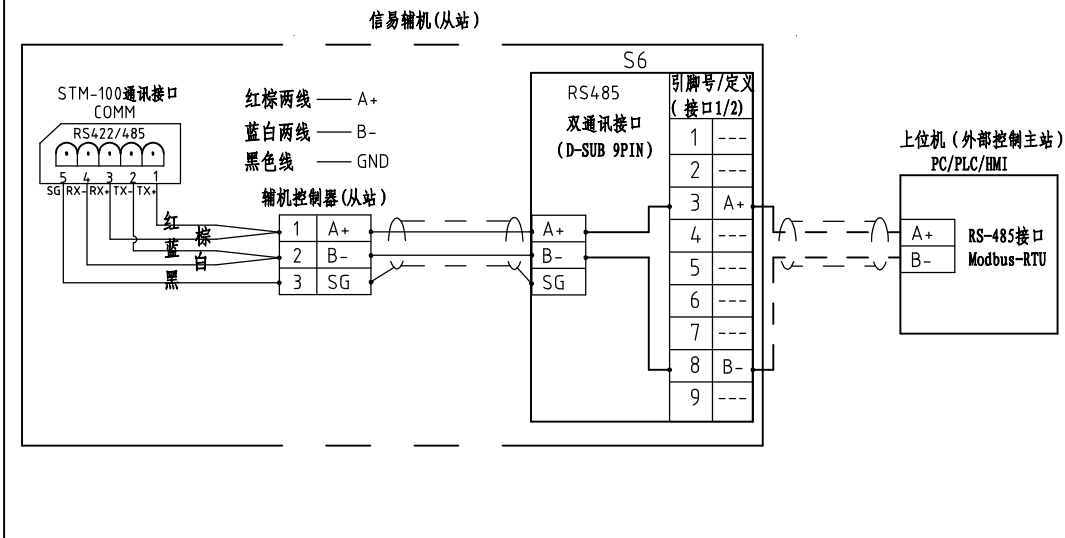 信易辅机(从站)
STM-100通讯接口
COMM
RS422/485
5 4 3 2 1
SG RX- RX+ TX- TX+
红棕两线 —— A+
蓝白两线 —— B-
黑色线 —— GND
辅机控制器(从站)
红
棕
蓝
白
黑
1 A+
2 B-
3 SG
S6
RS485
双通讯接口
(D-SUB 9PIN)
A+
B-
SG
引脚号/定义
(接口1/2)
1 ---
2 ---
3 A+
4 ---
5 ---
6 ---
7 ---
8 B-
9 ---
上位机(外部控制主站)
PC/PLC/HMI
A+
B-
RS-485接口
Modbus-RTU